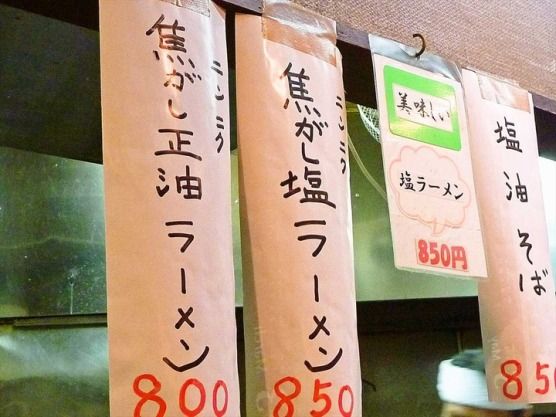 ニンニク
焦がし正油ラーメン
800
ニンニク
焦がし塩ラーメン
850
美味しい
塩ラーメン
850円
塩油そば
850